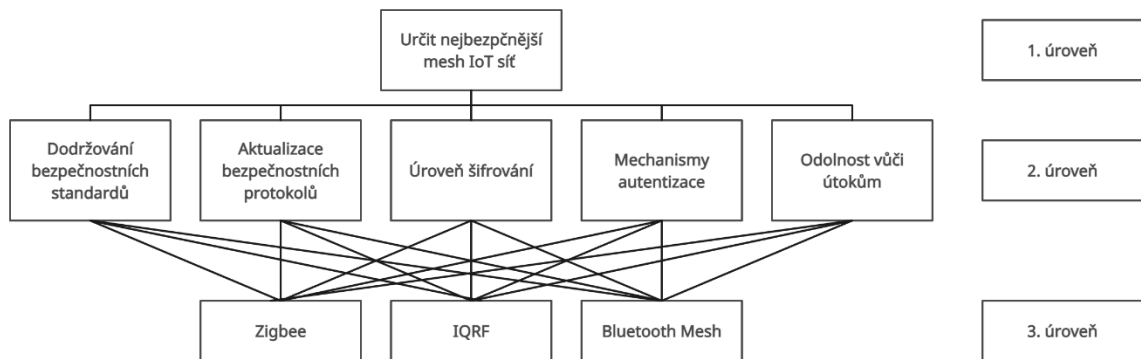 Určit nejbezpčnější
mesh IoT síť
1. úroveň
Dodržování
bezpečnostních
standardů
Aktualizace
bezpečnostních
protokolů
Úroveň šifrování
Mechanismy
autentizace
Odolnost vůči
útokům
2. úroveň
Zigbee
IQRF
Bluetooth Mesh
3. úroveň